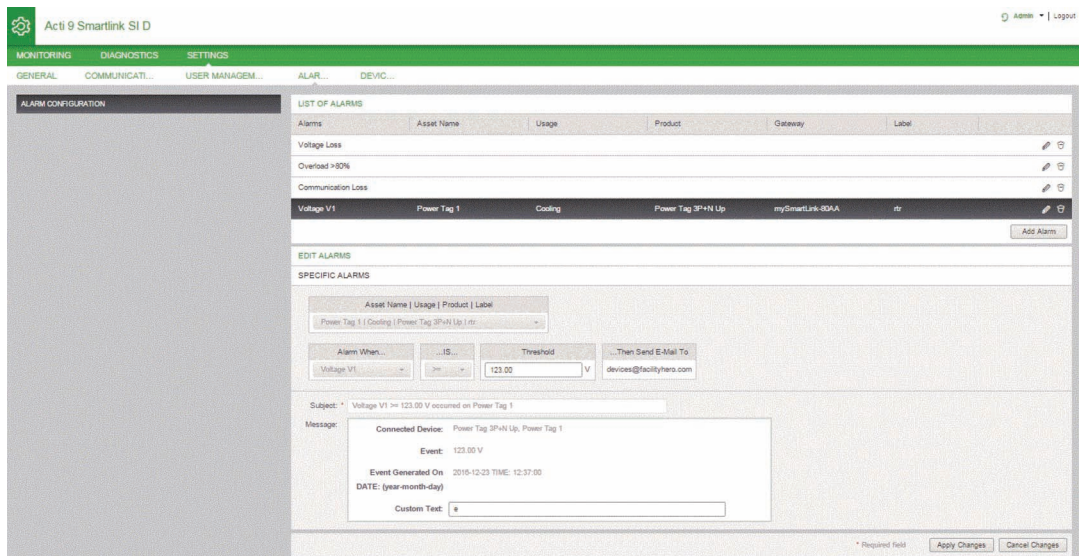 Acti 9 Smartlink SI D
Admin | Logout
MONITORING DIAGNOSTICS SETTINGS
GENERAL COMMUNICATI... USER MANAGEM... ALAR... DEVIC...
ALARM CONFIGURATION
LIST OF ALARMS
Alarms Asset Name Usage Product Gateway Label
Voltage Loss
Overload >80%
Communication Loss
Voltage V1 Power Tag 1 Cooling Power Tag 3P+N Up mySmartLink-80AA rtr
Add Alarm
EDIT ALARMS
SPECIFIC ALARMS
Asset Name | Usage | Product | Label
Power Tag 1 | Cooling | Power Tag 3P+N Up | rtr
Alarm When... ...IS... Threshold ...Then Send E-Mail To
Voltage V1 >= 123.00 V devices@facilityhero.com
Subject: * Voltage V1 >= 123.00 V occurred on Power Tag 1
Message:
Connected Device: Power Tag 3P+N Up, Power Tag 1
Event: 123.00 V
Event Generated On 2016-12-23 TIME: 12:37:00
DATE: (year-month-day)
Custom Text: e
* Required field Apply Changes Cancel Changes